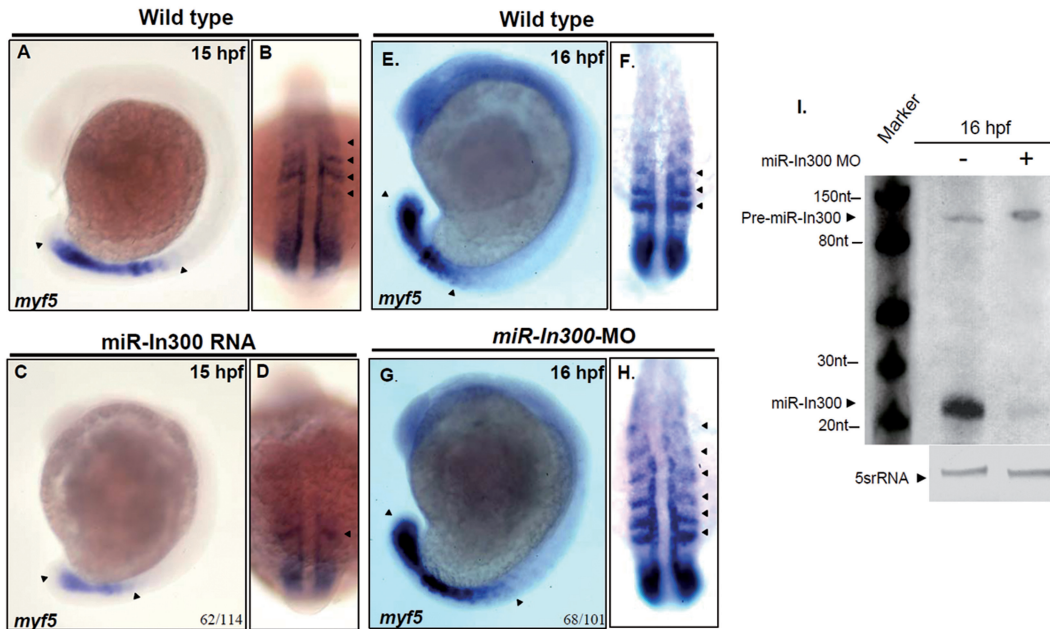 Wild type
A
15 hpf
B
myf5
Wild type
E.
16 hpf
F.
myf5
miR-In300 RNA
C
15 hpf
D
myf5
62/114
miR-In300-MO
G.
16 hpf
H.
myf5
68/101
I.
Marker
16 hpf
miR-In300 MO - +
150nt
Pre-miR-In300
80nt
30nt
miR-In300
20nt
5srRNA